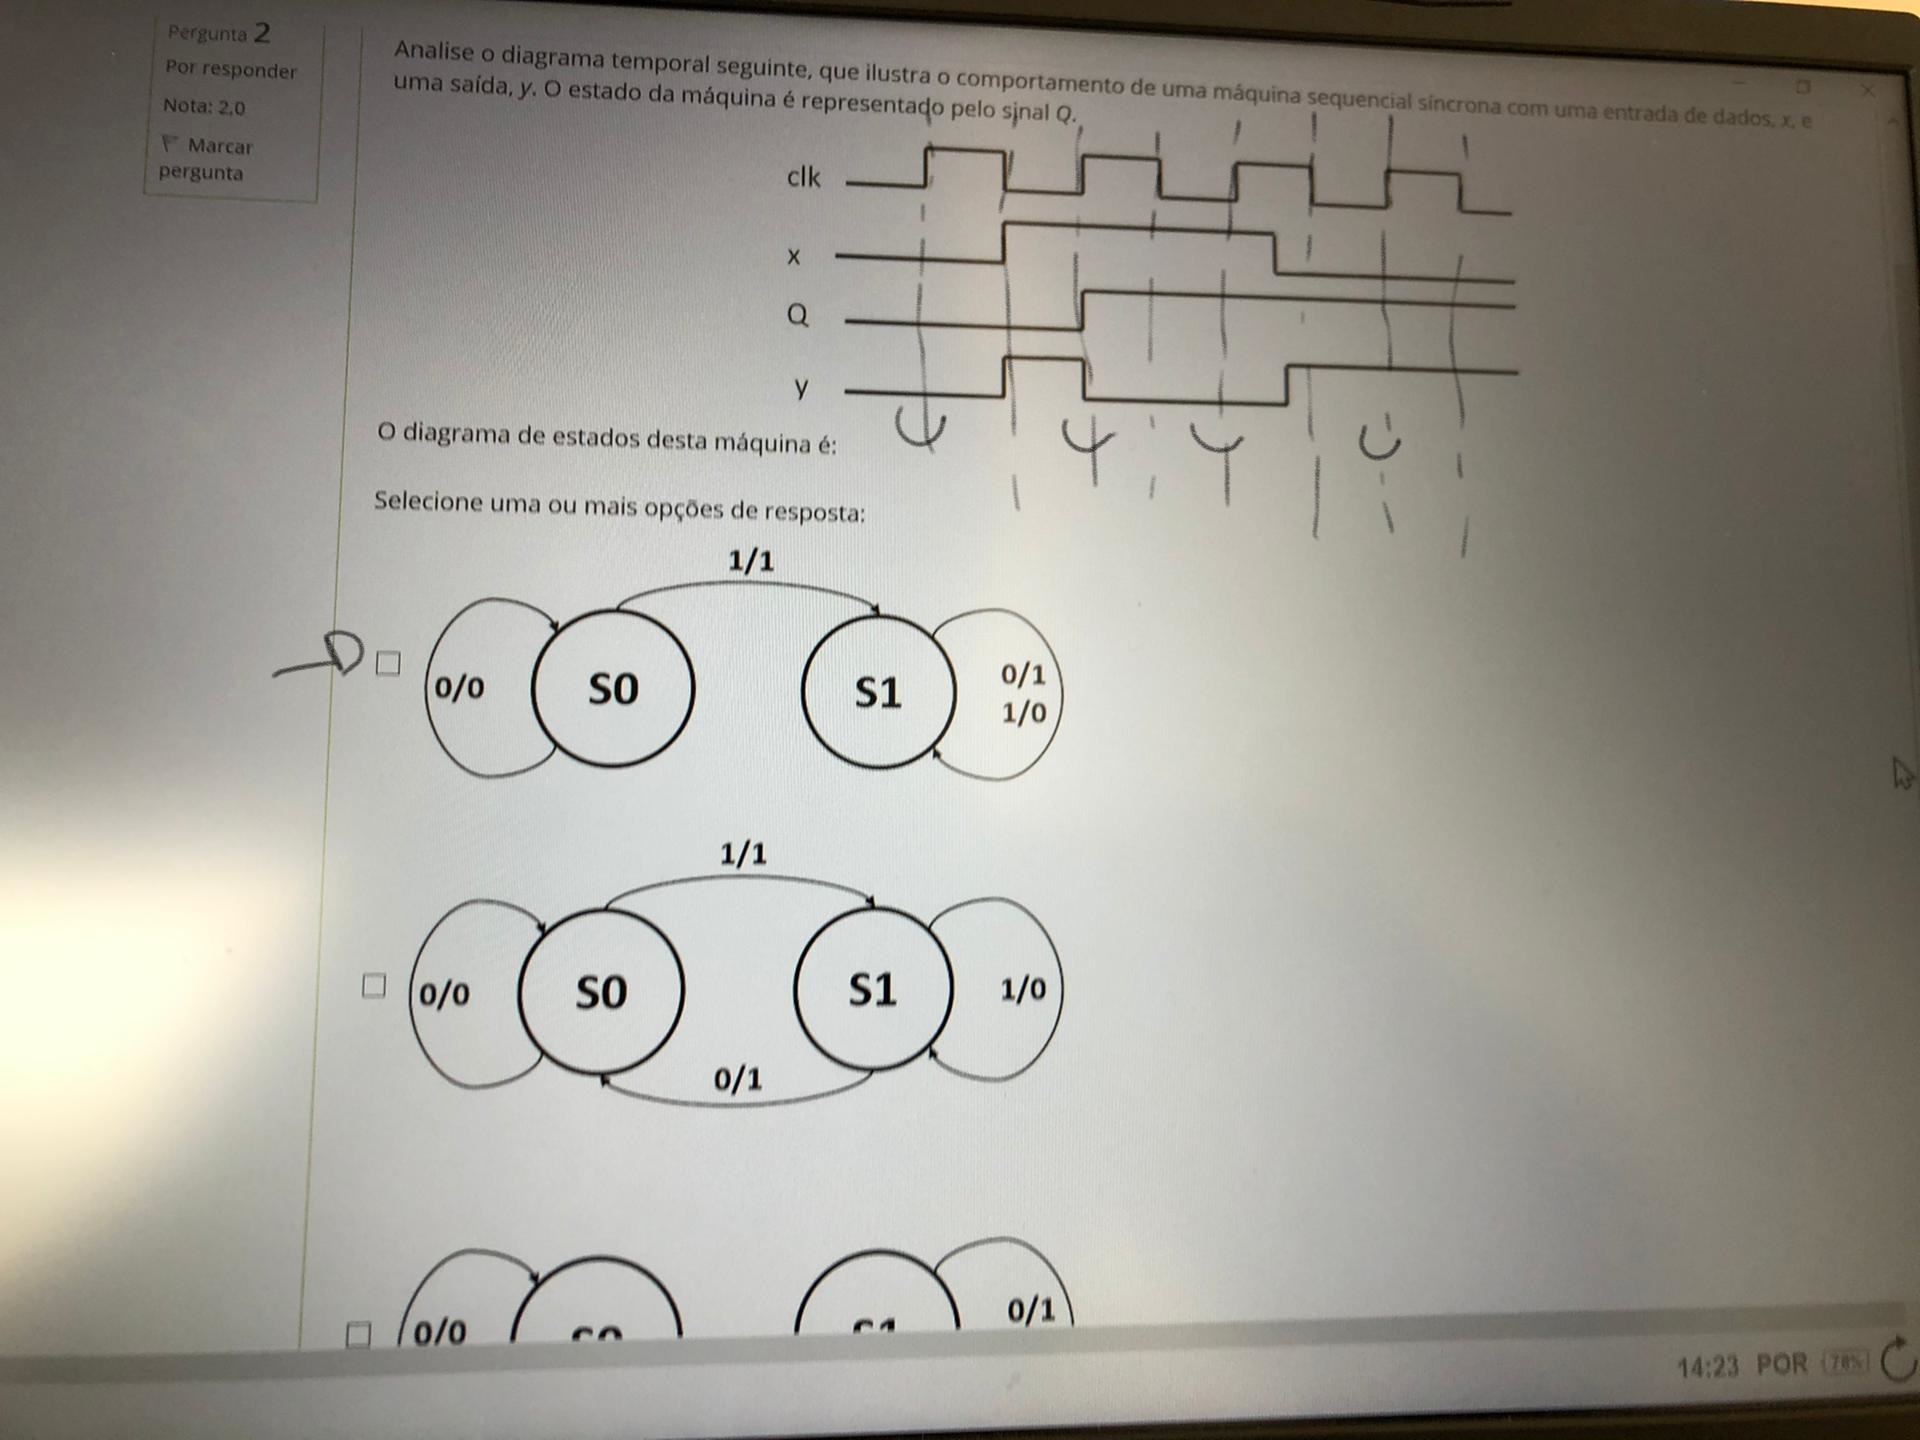 Pergunta 2
Por responder
Nota: 2,0
Marcar
pergunta
Analise o diagrama temporal seguinte, que ilustra o comportamento de uma máquina sequencial síncrona com uma entrada de dados, x, e
uma saída, y. O estado da máquina é representado pelo sinal Q.
clk
x
Q
y
O diagrama de estados desta máquina é:
Selecione uma ou mais opções de resposta:
1/1
0/0
S0
S1
0/1
1/0
1/1
0/0
S0
S1
1/0
0/1
0/0
S0
S1
0/1
14:23 POR 78%